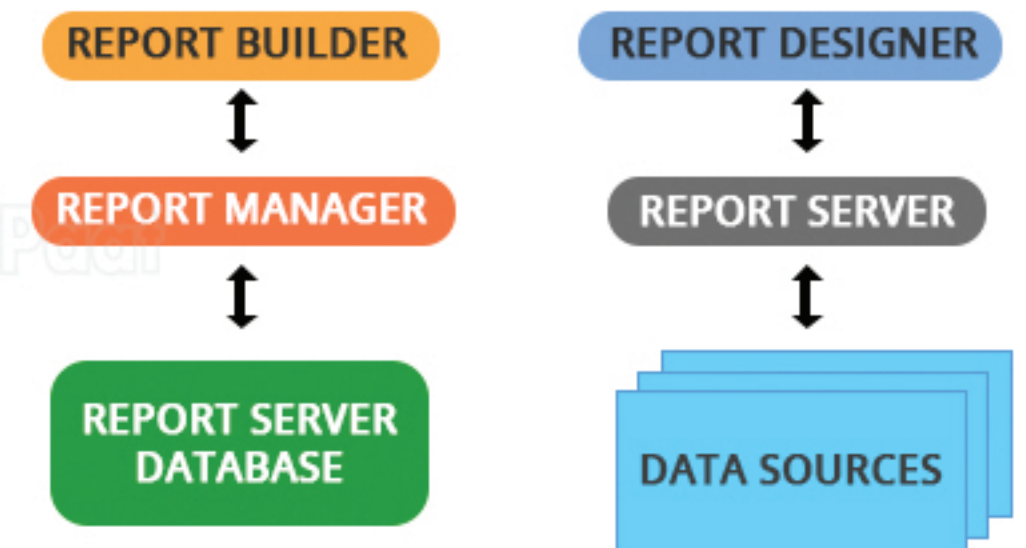 REPORT BUILDER
REPORT DESIGNER
REPORT MANAGER
REPORT SERVER
REPORT SERVER
DATABASE
DATA SOURCES